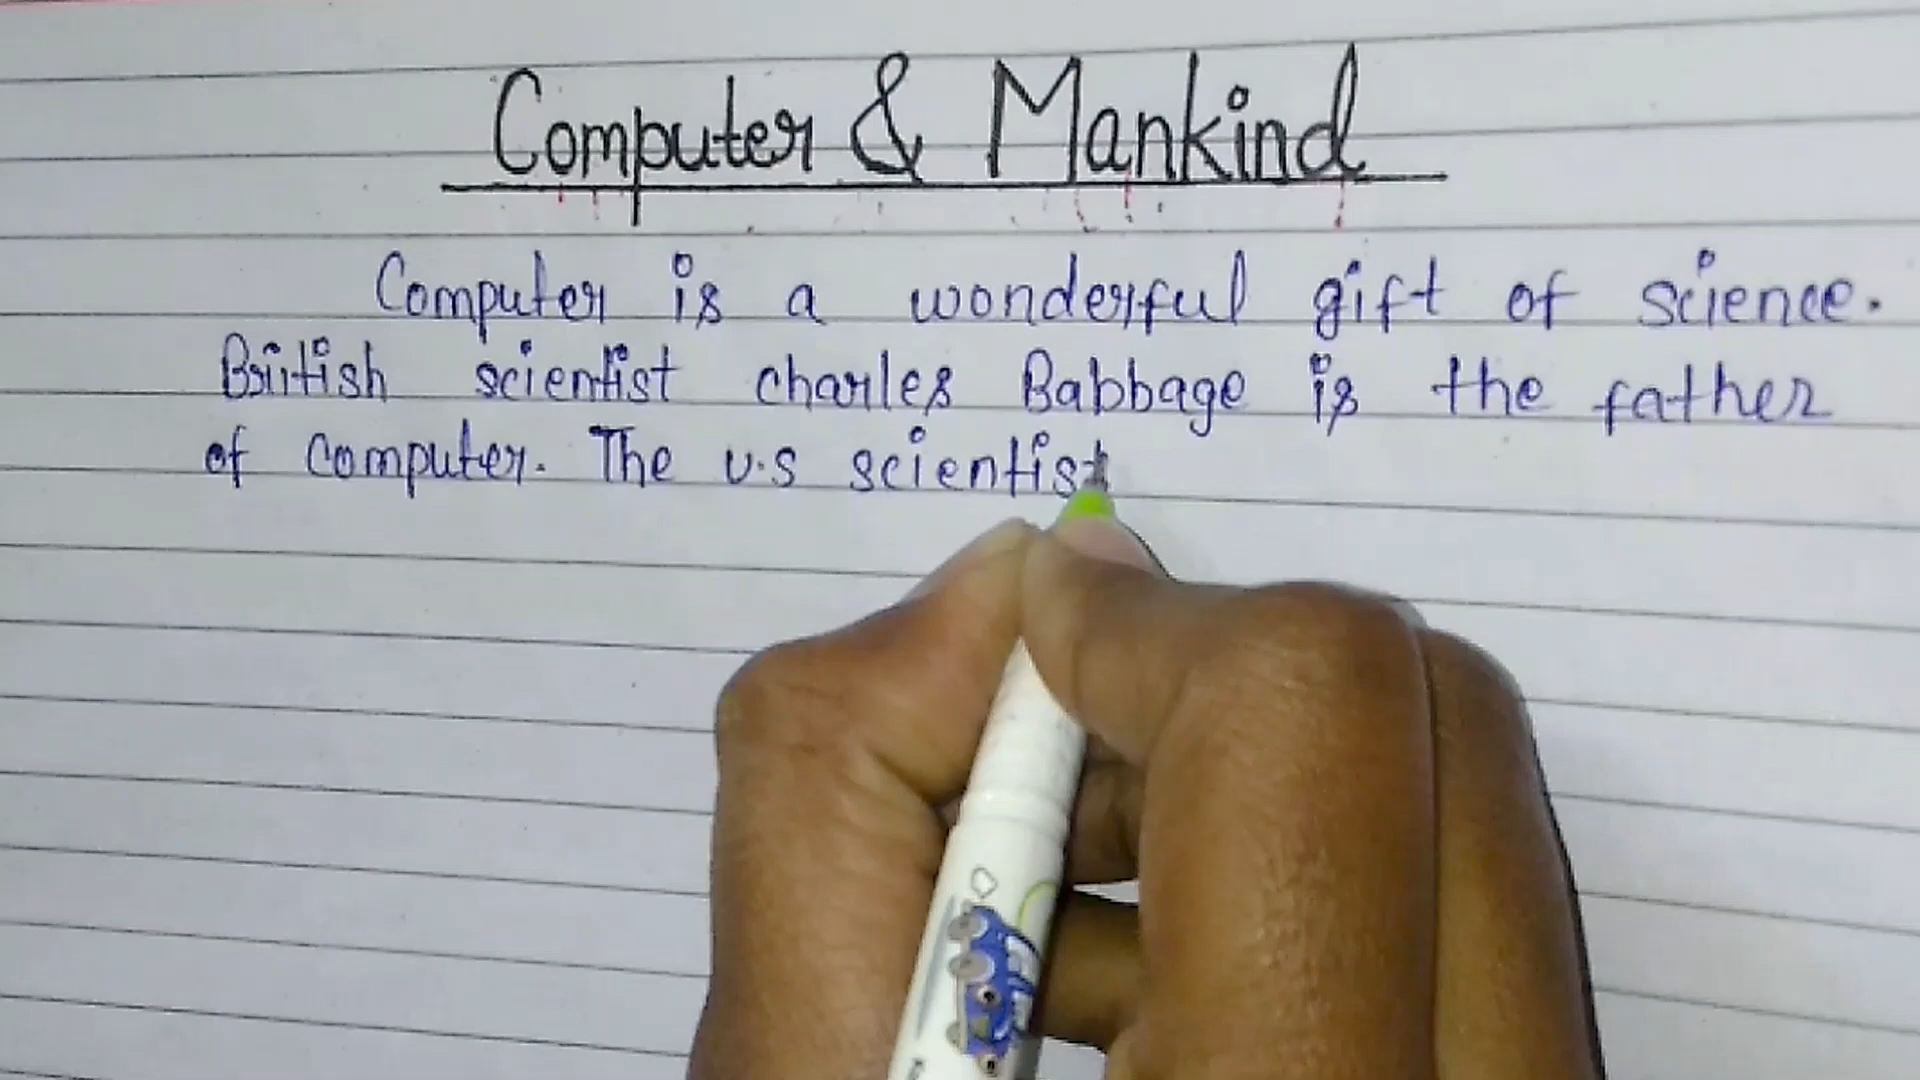 Computer & Mankind
Computer is a wonderful gift of science.
British scientist charles Babbage is the father
of computer. The U.S scientist